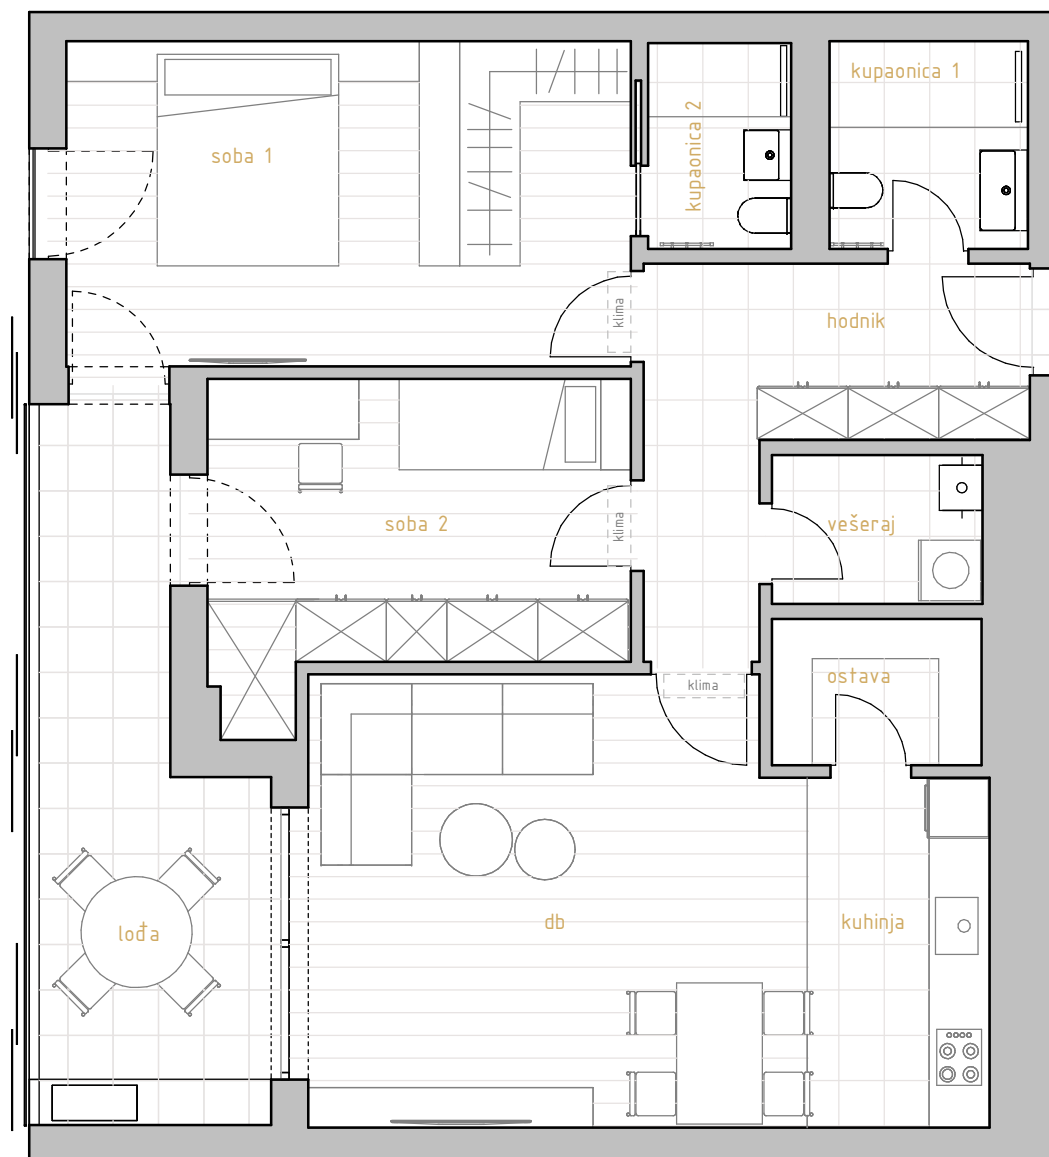 kupaonica 1
kupaonica 2
soba 1
klima
hodnik
soba 2
klima
vešeraj
ostava
klima
db
kuhinja
lođa